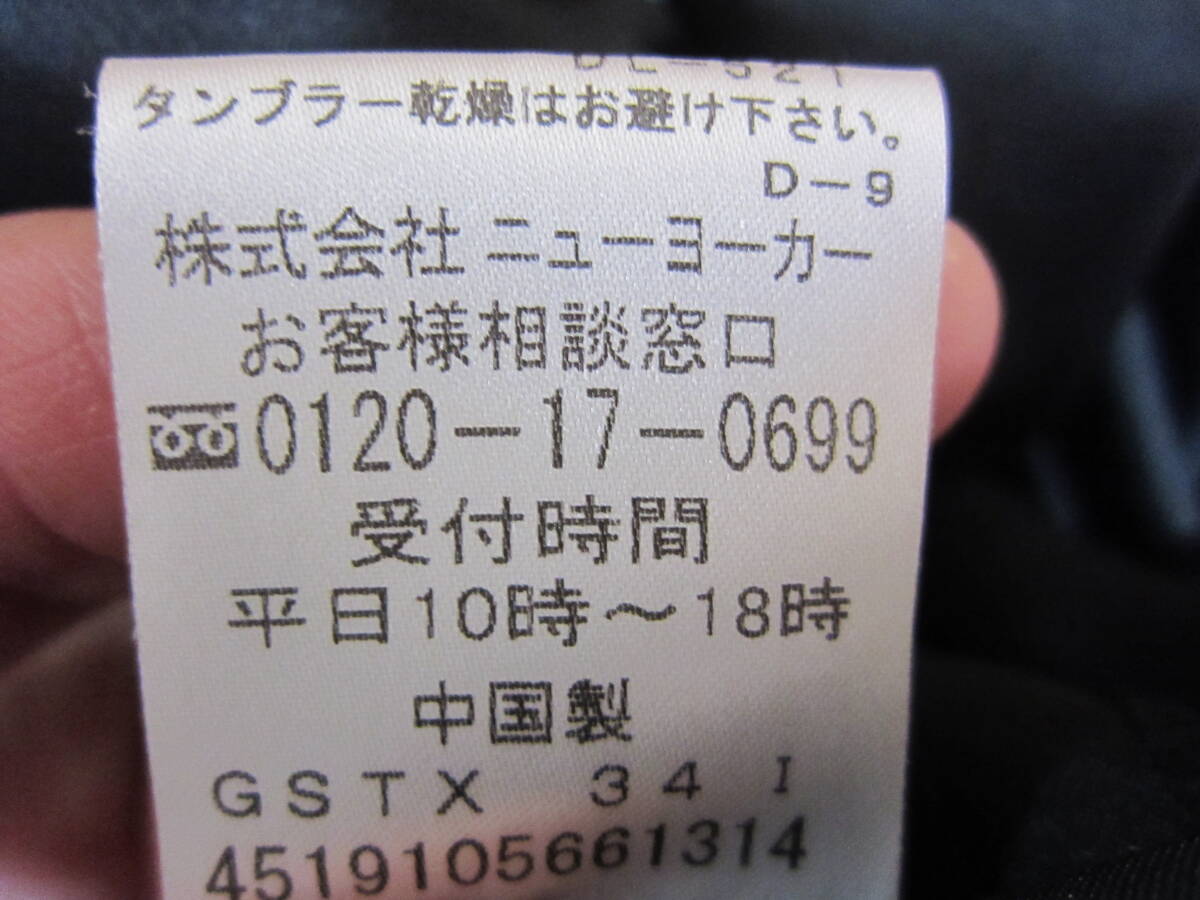 タンブラー乾燥はお避け下さい。
D-9
株式会社 ニューヨーカー
お客様相談窓口
0120-17-0699
受付時間
平日10時～18時
中国製
GSTX 34 I
4519105661314